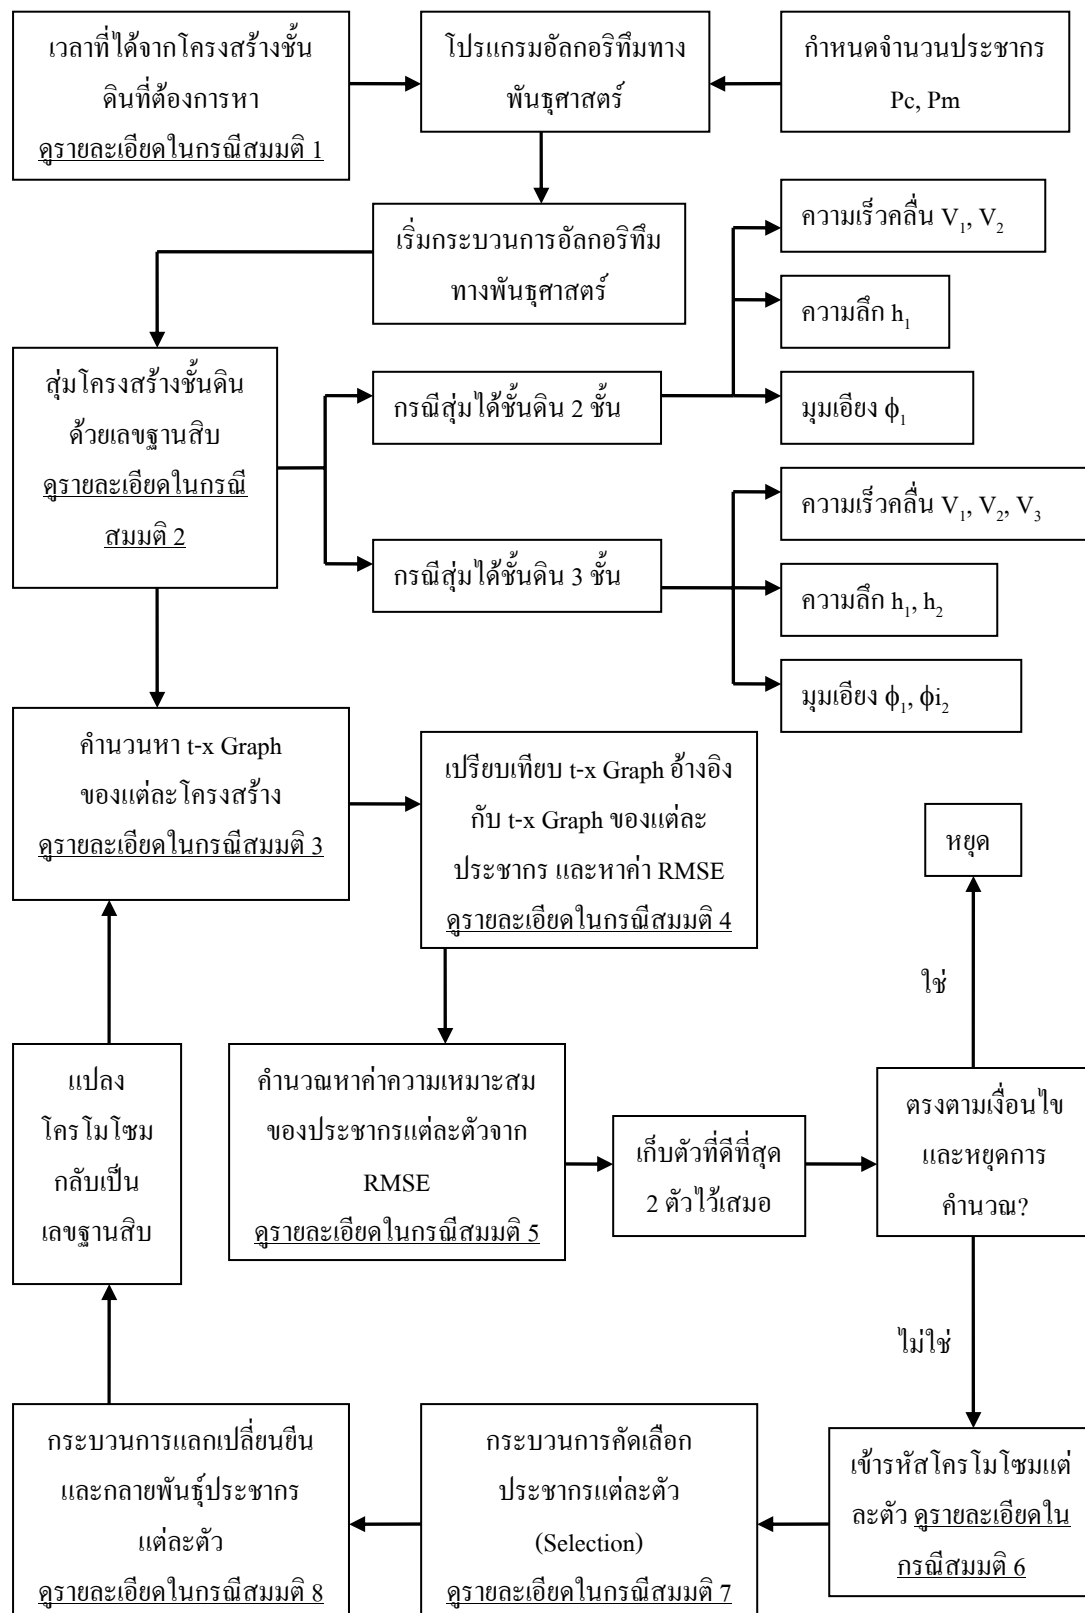 เวลาที่ได้จากโครงสร้างชั้น
ดินที่ต้องการหา
ดูรายละเอียดในกรณีสมมติ 1
โปรแกรมอัลกอริทึมทาง
พันธุศาสตร์
กำหนดจำนวนประชากร
Pc, Pm
เริ่มกระบวนการอัลกอริทึม
ทางพันธุศาสตร์
ความเร็วคลื่น V₁, V₂
ความลึก h₁
มุมเอียง ϕ₁
สุ่มโครงสร้างชั้นดิน
ด้วยเลขฐานสิบ
ดูรายละเอียดในกรณี
สมมติ 2
กรณีสุ่มได้ชั้นดิน 2 ชั้น
กรณีสุ่มได้ชั้นดิน 3 ชั้น
ความเร็วคลื่น V₁, V₂, V₃
ความลึก h₁, h₂
มุมเอียง ϕ₁, ϕi₂
คำนวนหา t-x Graph
ของแต่ละโครงสร้าง
ดูรายละเอียดในกรณีสมมติ 3
เปรียบเทียบ t-x Graph อ้างอิง
กับ t-x Graph ของแต่ละ
ประชากร และหาค่า RMSE
ดูรายละเอียดในกรณีสมมติ 4
หยุด
ใช่
แปลง
โครโมโซม
กลับเป็น
เลขฐานสิบ
คำนวณหาค่าความเหมาะสม
ของประชากรแต่ละตัวจาก
RMSE
ดูรายละเอียดในกรณีสมมติ 5
เก็บตัวที่ดีที่สุด
2 ตัวไว้เสมอ
ตรงตามเงื่อนไข
และหยุดการ
คำนวณ?
ไม่ใช่
กระบวนการแลกเปลี่ยนยีน
และกลายพันธุ์ประชากร
แต่ละตัว
ดูรายละเอียดในกรณีสมมติ 8
กระบวนการคัดเลือก
ประชากรแต่ละตัว
(Selection)
ดูรายละเอียดในกรณีสมมติ 7
เข้ารหัสโครโมโซมแต่
ละตัว ดูรายละเอียดใน
กรณีสมมติ 6